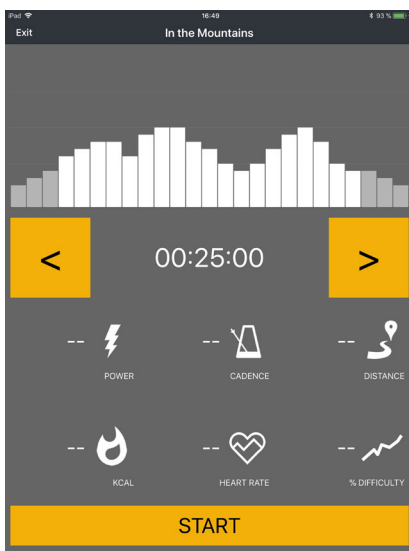 iPad 16:49 93 %
Exit In the Mountains
< 00:25:00 >
-- -- --
POWER CADENCE DISTANCE
-- -- --
KCAL HEART RATE % DIFFICULTY
START